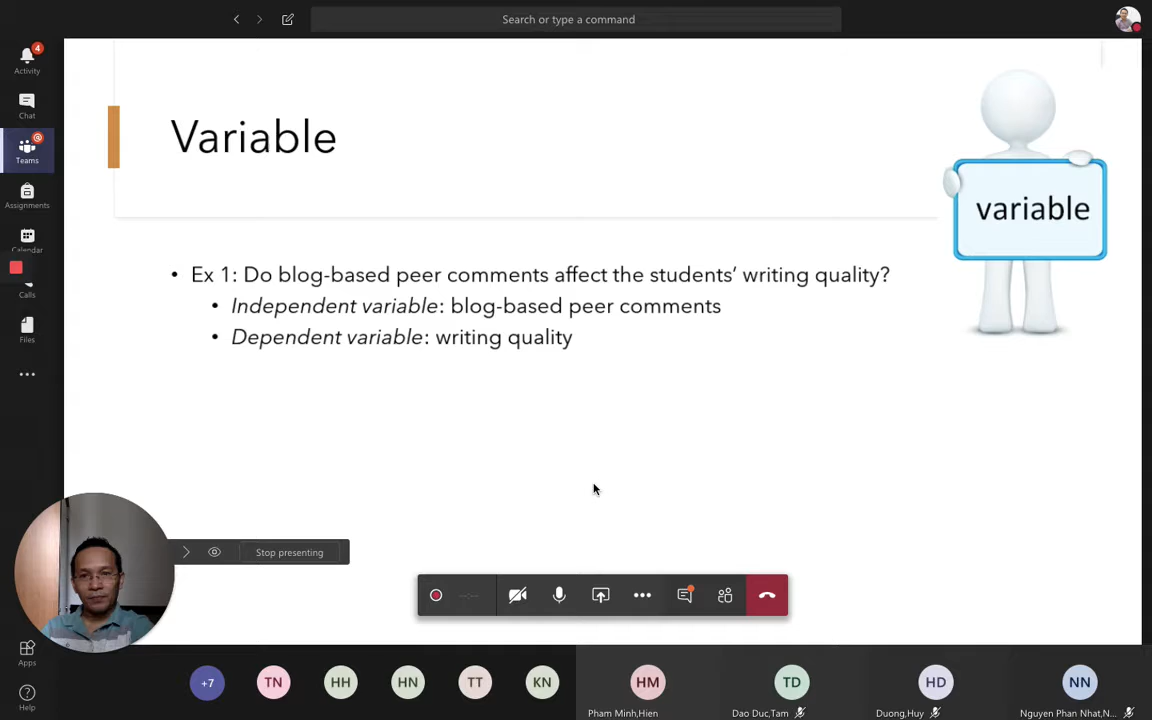 Search or type a command
4
Activity
Chat
Teams
Assignments
Calendar
Calls
Files
Variable
variable
• Ex 1: Do blog-based peer comments affect the students’ writing quality?
• Independent variable: blog-based peer comments
• Dependent variable: writing quality
Stop presenting
--:--
Apps
Help
+7
TN
HH
HN
TT
KN
HM
Pham Minh,Hien
TD
Dao Duc,Tam
HD
Duong,Huy
NN
Nguyen Phan Nhat,N...